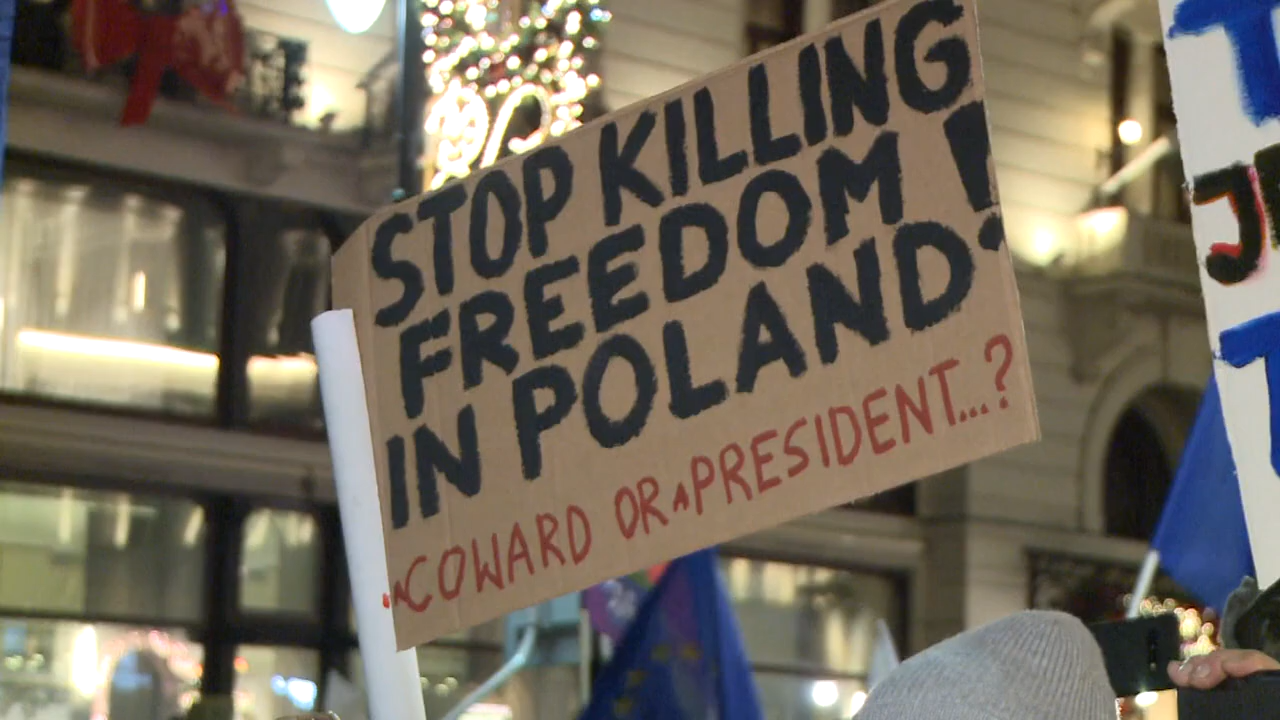 STOP KILLING
FREEDOM
IN POLAND!
A COWARD OR A PRESIDENT...?